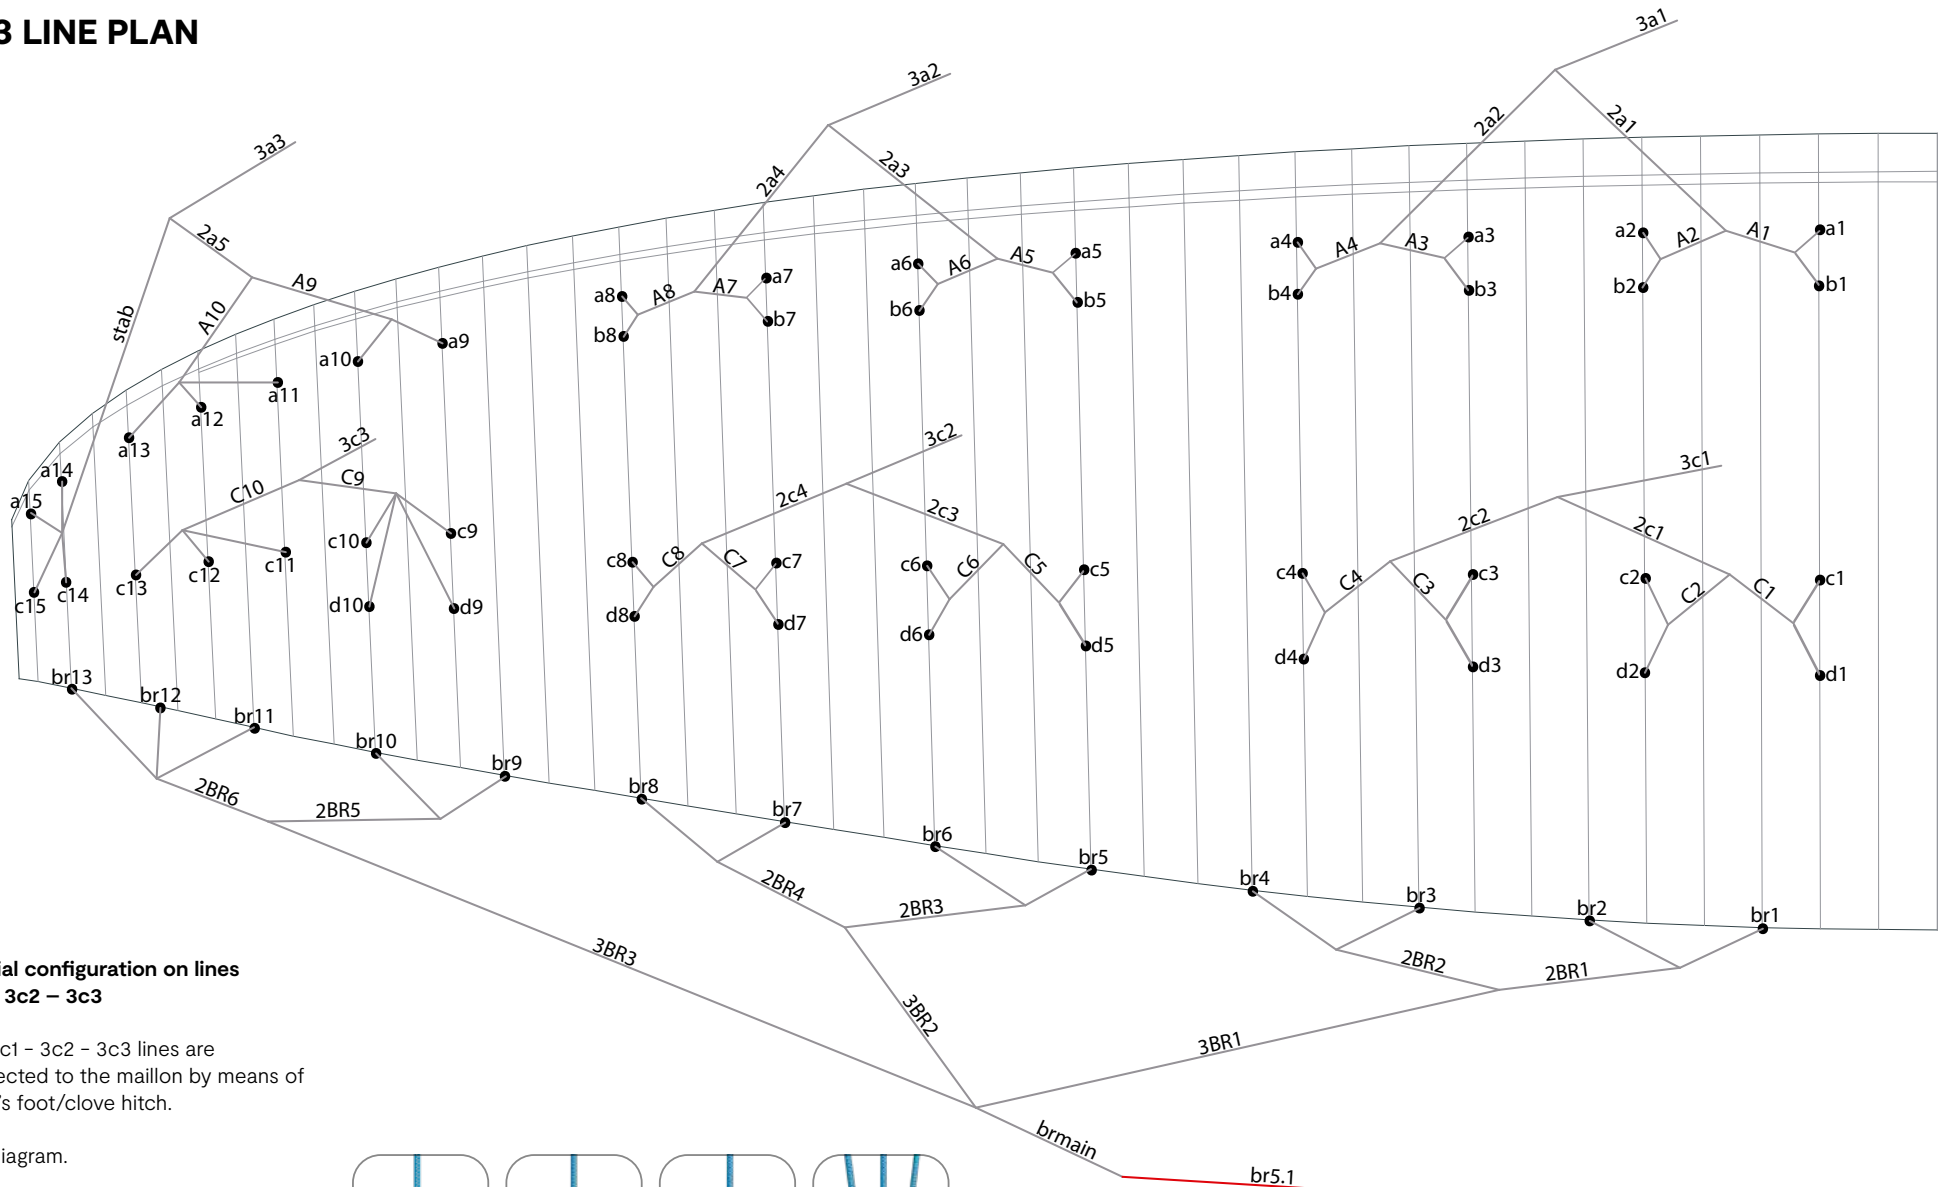 3 LINE PLAN
3a1
3a2
2a2
2a1
3a3
2a3
2a4
2a5
A9
A10
stab
a8
A8
A7
a7
b8
b7
a6
A6
A5
a5
b6
b5
a4
A4
A3
a3
b4
b3
a2
A2
A1
a1
b2
b1
a10
a9
a11
a12
a13
a14
a15
3c3
C10
C9
c10
c9
c11
c12
c13
c14
c15
d10
d9
3c2
2c4
2c3
c8
C8
C7
c7
d8
d7
c6
C6
C5
c5
d6
d5
3c1
2c2
2c1
c4
C4
C3
c3
d4
d3
c2
C2
C1
c1
d2
d1
br13
br12
br11
br10
br9
br8
br7
br6
br5
br4
br3
br2
br1
2BR6
2BR5
2BR4
2BR3
2BR2
2BR1
3BR3
3BR2
3BR1
brmain
br5.1
ial configuration on lines
3c2 – 3c3
c1 – 3c2 – 3c3 lines are
ected to the maillon by means of
's foot/clove hitch.
iagram.